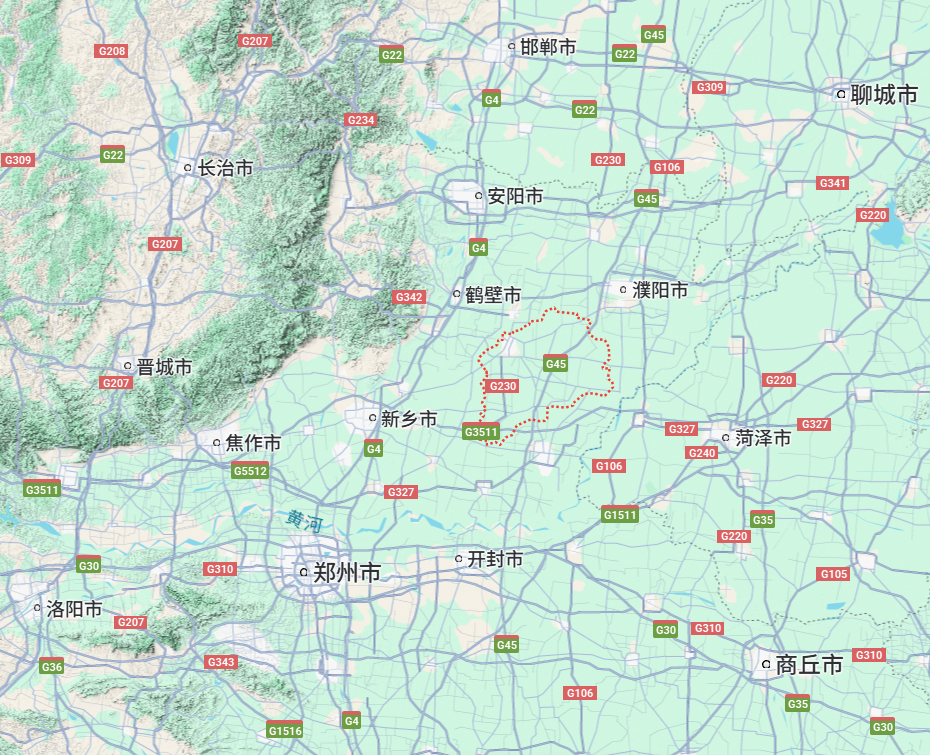 G45
邯郸市
G207
G208
G22
G22
G309
聊城市
G4
G22
G234
G230
G106
G22
G309
长治市
G341
安阳市
G45
G220
G207
G4
濮阳市
鹤壁市
G342
晋城市
G45
G207
G230
G220
新乡市
G3511
G327
G327
菏泽市
焦作市
G4
G240
G5512
G106
G3511
G327
黄河
G1511
G35
G220
G30
G310
郑州市
开封市
G105
洛阳市
G207
G30
G310
G45
G343
G36
商丘市
G310
G106
G35
G4
G1516
G30